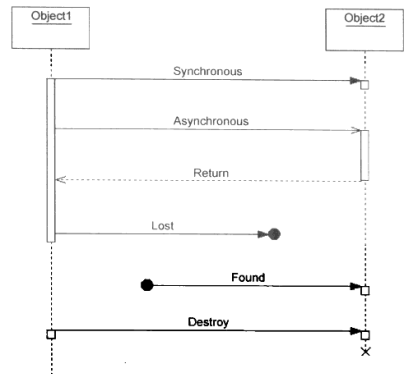 Object1
Object2
Synchronous
Asynchronous
Return
Lost
Found
Destroy